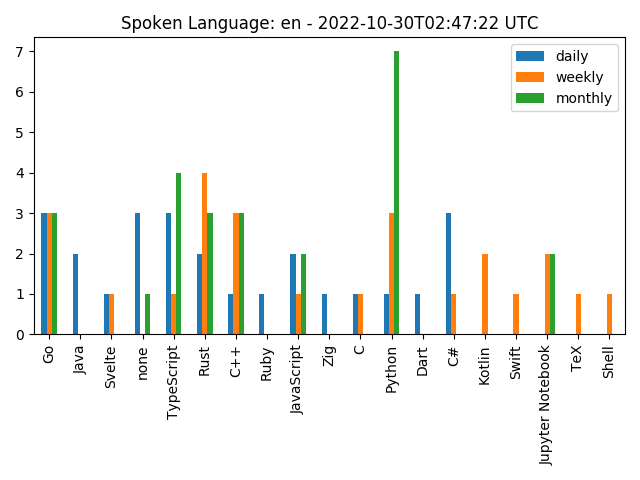 Spoken Language: en - 2022-10-30T02:47:22 UTC
daily
weekly
monthly
7
6
5
4
3
2
1
0
Go
Java
Svelte
none
TypeScript
Rust
C++
Ruby
JavaScript
Zig
C
Python
Dart
C#
Kotlin
Swift
Jupyter Notebook
TeX
Shell